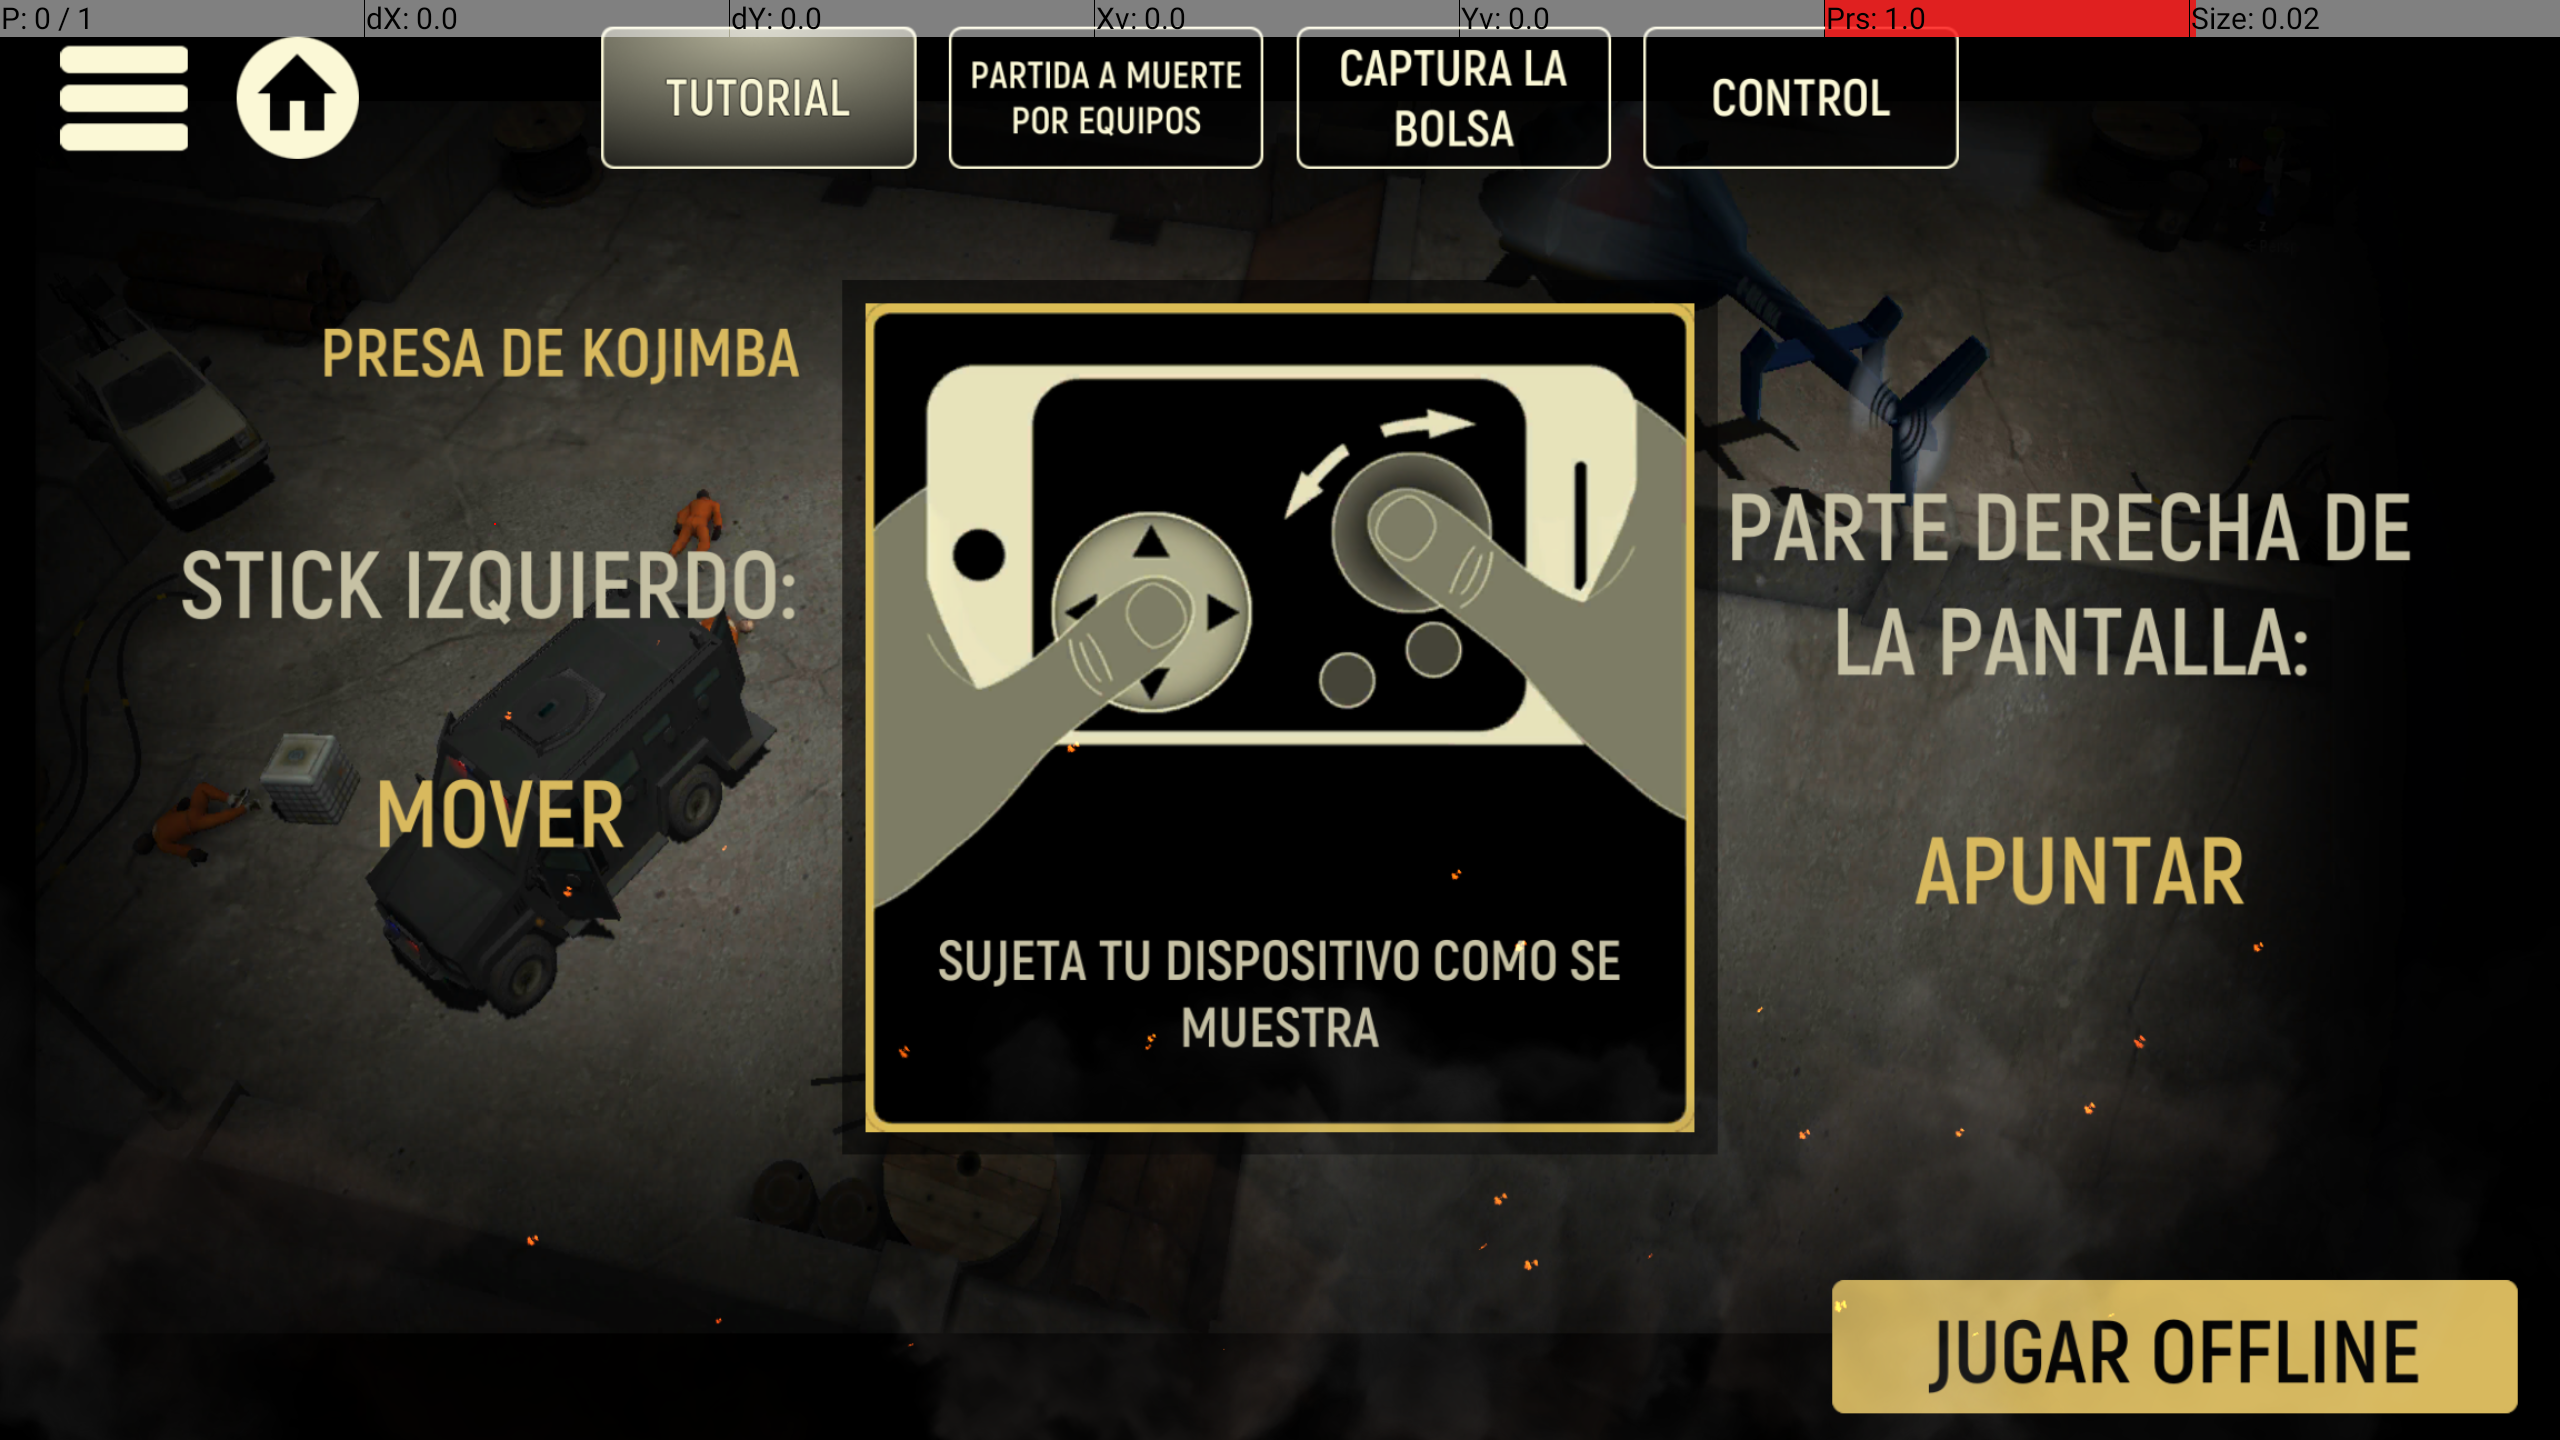 P: 0 / 1
dX: 0.0
dY: 0.0
Xv: 0.0
Yv: 0.0
Prs: 1.0
Size: 0.02
TUTORIAL
PARTIDA A MUERTE
POR EQUIPOS
CAPTURA LA
BOLSA
CONTROL
PRESA DE KOJIMBA
STICK IZQUIERDO:
MOVER
SUJETA TU DISPOSITIVO COMO SE
MUESTRA
PARTE DERECHA DE
LA PANTALLA:
APUNTAR
JUGAR OFFLINE